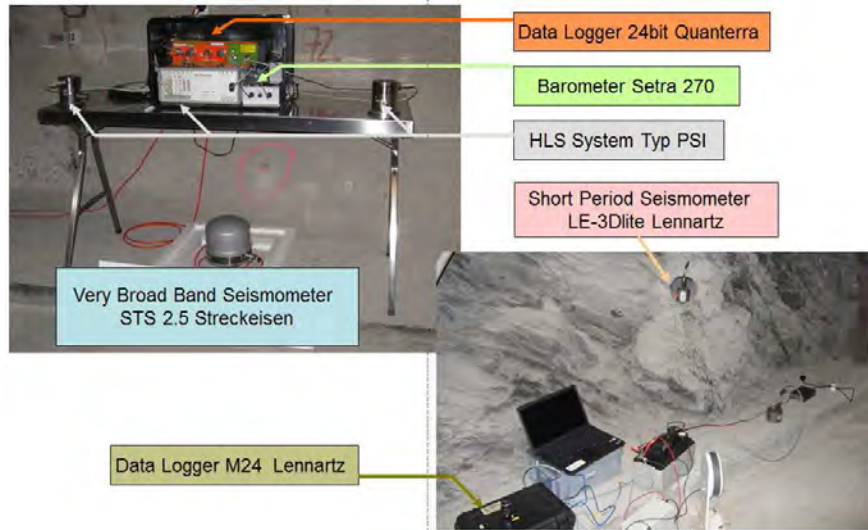 Data Logger 24bit Quanterra
Barometer Setra 270
HLS System Typ PSI
Short Period Seismometer
LE-3Dlite Lennartz
Very Broad Band Seismometer
STS 2.5 Streckeisen
Data Logger M24 Lennartz